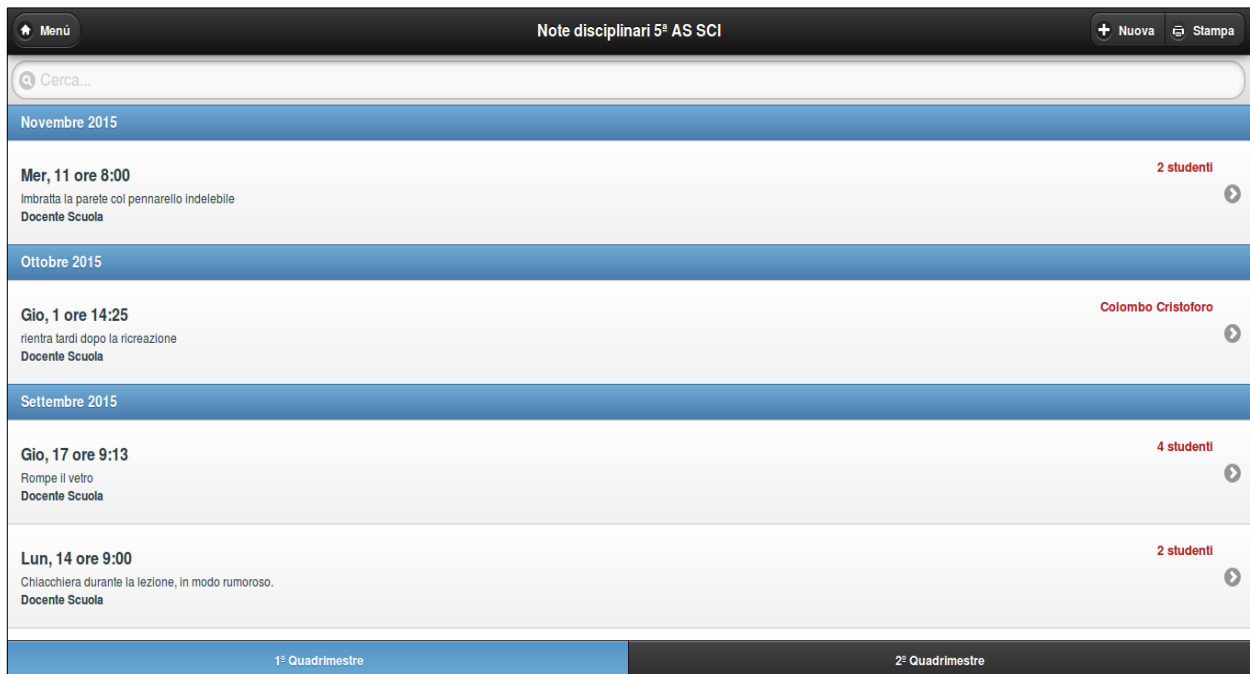 Menú
Note disciplinari 5ª AS SCI
Nuova
Stampa
Cerca...
Novembre 2015
Mer, 11 ore 8:00
2 studenti
Imbratta la parete col pennarello indelebile
Docente Scuola
Ottobre 2015
Gio, 1 ore 14:25
Colombo Cristoforo
rientra tardi dopo la ricreazione
Docente Scuola
Settembre 2015
Gio, 17 ore 9:13
4 studenti
Rompe il vetro
Docente Scuola
Lun, 14 ore 9:00
2 studenti
Chiacchiera durante la lezione, in modo rumoroso.
Docente Scuola
1º Quadrimestre
2º Quadrimestre